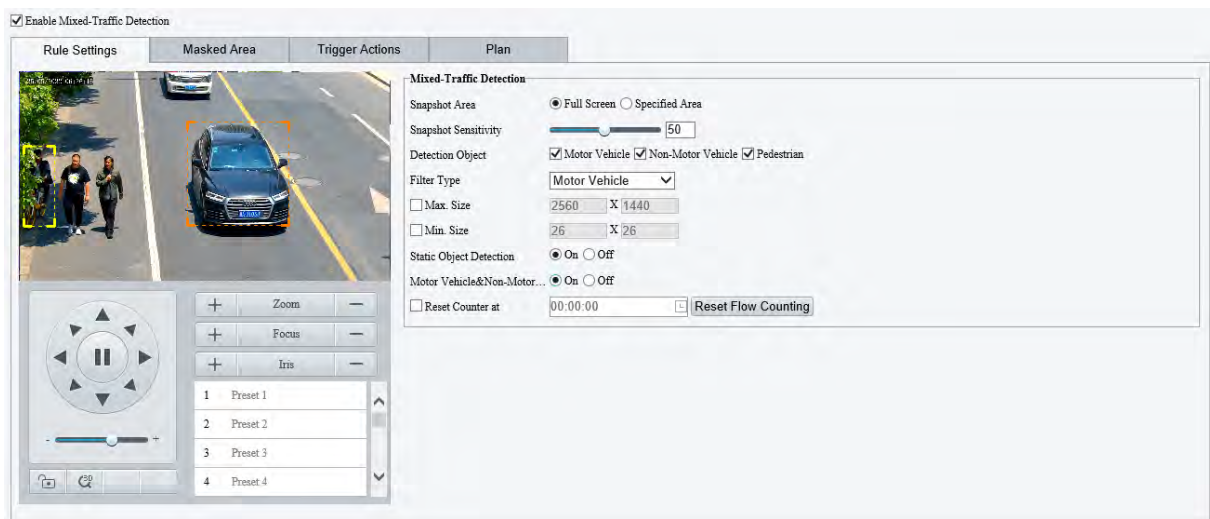 Enable Mixed-Traffic Detection
Rule Settings
Masked Area
Trigger Actions
Plan
Mixed-Traffic Detection
Snapshot Area
Full Screen
Specified Area
Snapshot Sensitivity
50
Detection Object
Motor Vehicle
Non-Motor Vehicle
Pedestrian
Filter Type
Motor Vehicle
Max. Size
2560 X 1440
Min. Size
26 X 26
Static Object Detection
On
Off
Motor Vehicle&Non-Motor...
On
Off
Reset Counter at
00:00:00
Reset Flow Counting
+ Zoom −
+ Focus −
+ Iris −
1 Preset 1
2 Preset 2
3 Preset 3
4 Preset 4
- +
3D